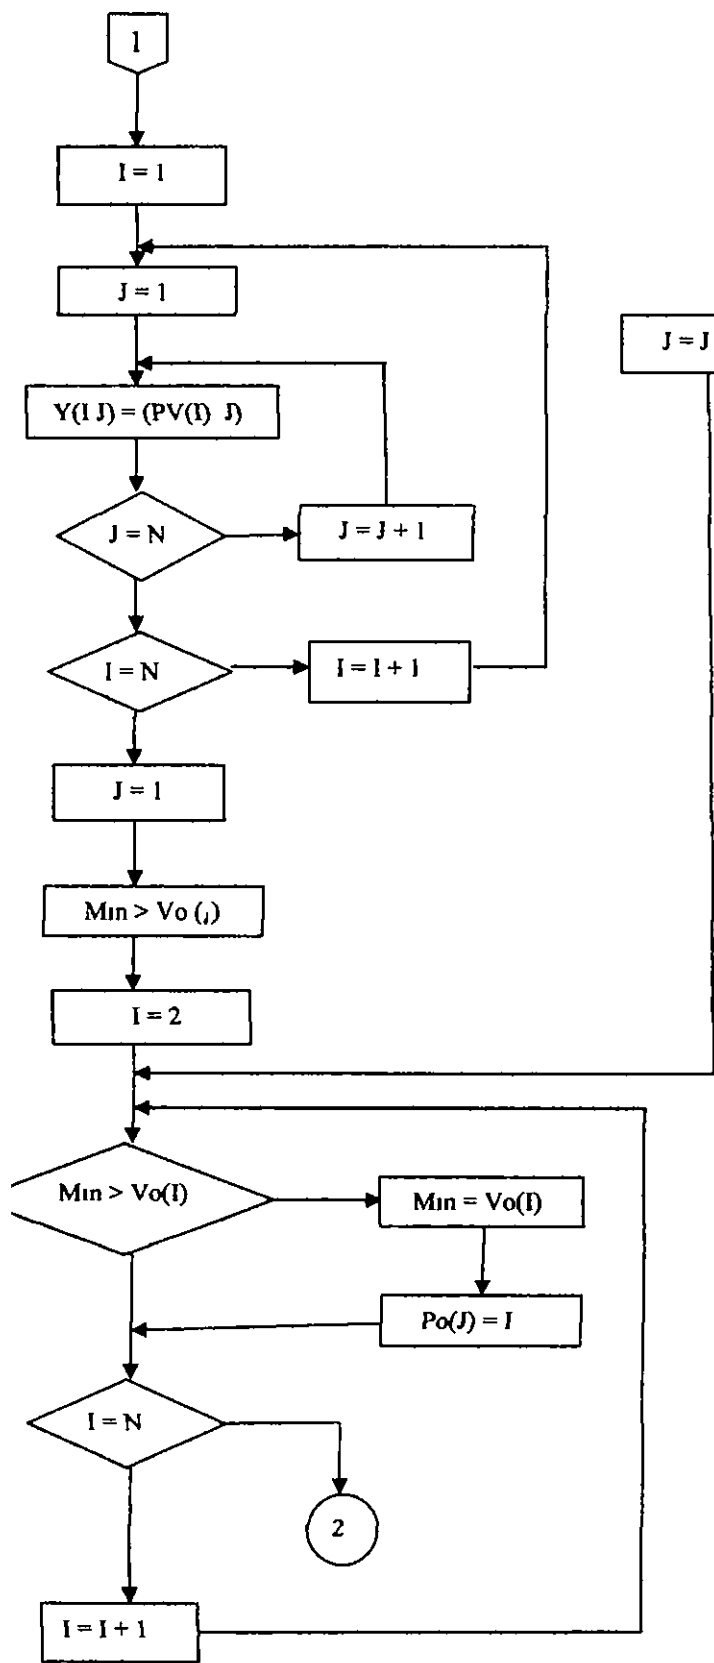 1
I = 1
J = 1
J = J
Y(I J) = (PV(I) J)
J = N
J = J + 1
I = N
I = I + 1
J = 1
Min > Vo (J)
I = 2
Min > Vo(I)
Min = Vo(I)
Po(J) = I
I = N
2
I = I + 1